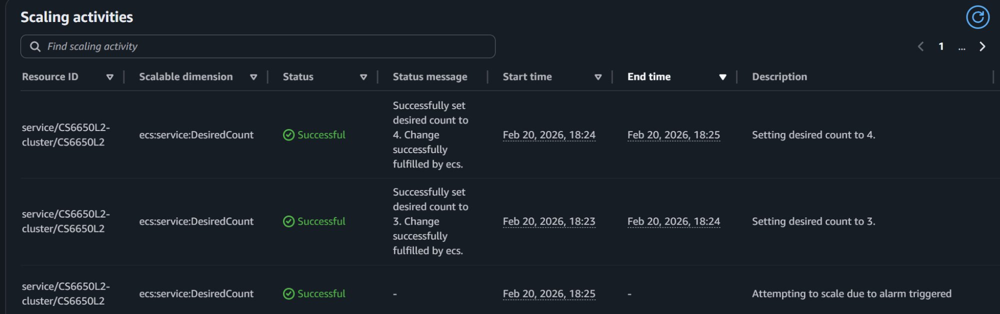 Scaling activities
Find scaling activity
1 ...
Resource ID Scalable dimension Status Status message Start time End time Description
Successfully set
desired count to
service/CS6650L2-
cluster/CS6650L2
ecs:service:DesiredCount
Successful
4. Change
successfully
fulfilled by ecs.
Feb 20, 2026, 18:24
Feb 20, 2026, 18:25
Setting desired count to 4.
service/CS6650L2-
cluster/CS6650L2
ecs:service:DesiredCount
Successful
Successfully set
desired count to
3. Change
successfully
fulfilled by ecs.
Feb 20, 2026, 18:23
Feb 20, 2026, 18:24
Setting desired count to 3.
service/CS6650L2-
cluster/CS6650L2
ecs:service:DesiredCount
Successful
-
Feb 20, 2026, 18:25
-
Attempting to scale due to alarm triggered